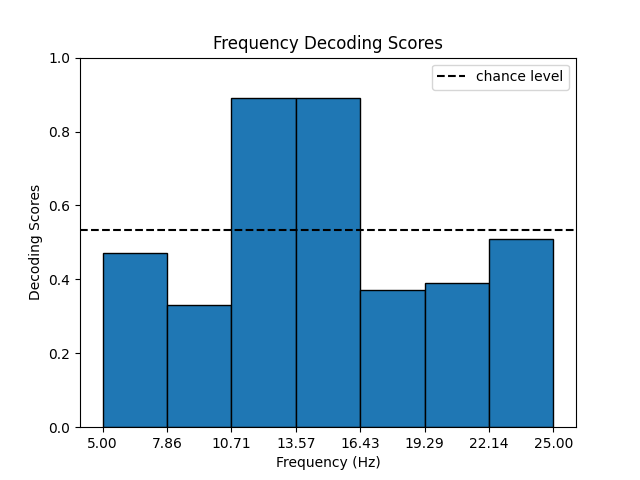 Frequency Decoding Scores
chance level
Decoding Scores
1.0
0.8
0.6
0.4
0.2
0.0
5.00 7.86 10.71 13.57 16.43 19.29 22.14 25.00
Frequency (Hz)